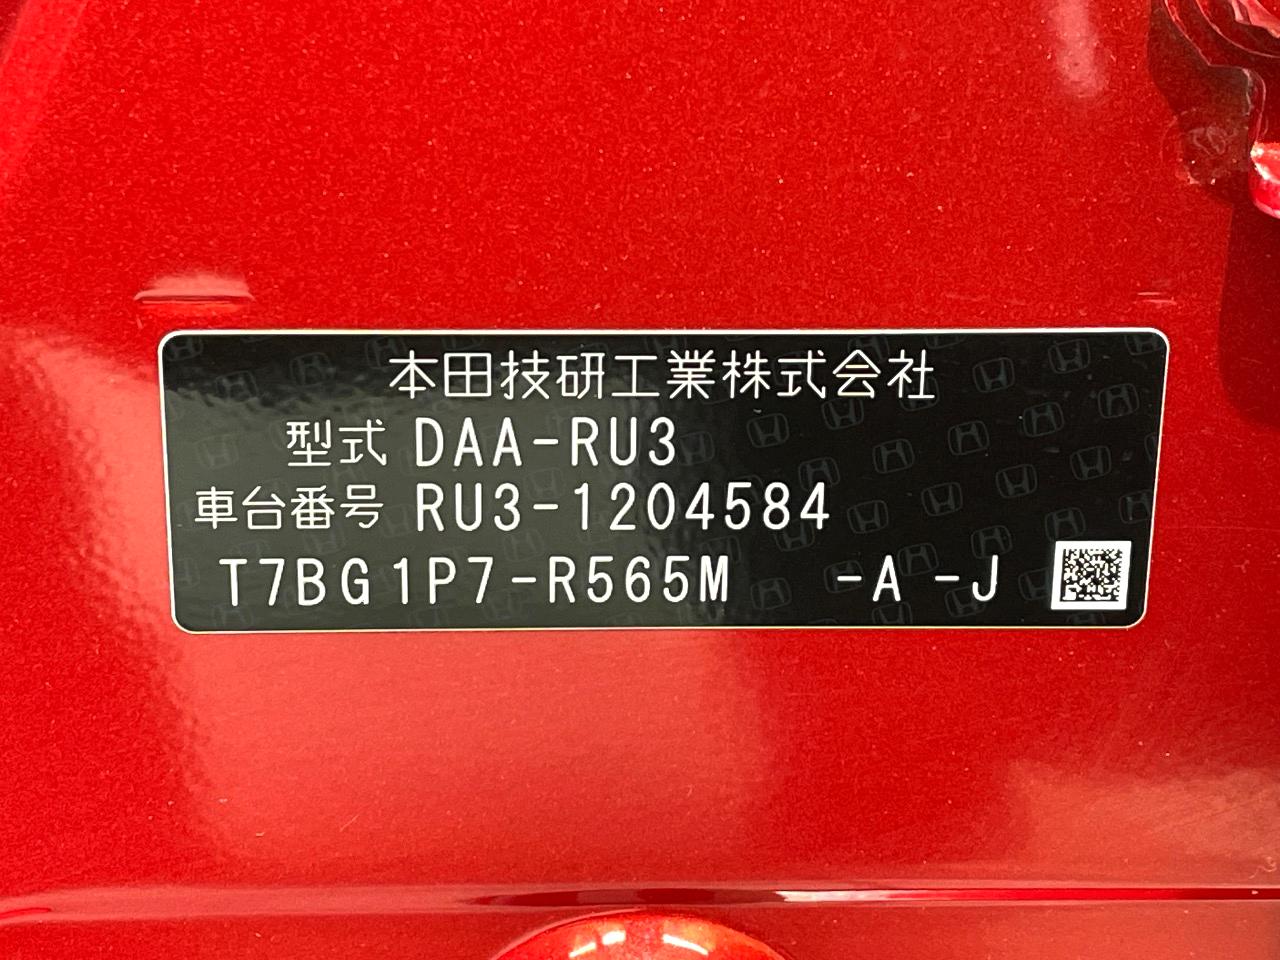 本田技研工業株式会社
型式 DAA-RU3
車台番号 RU3-1204584
T7BG1P7-R565M -A -J